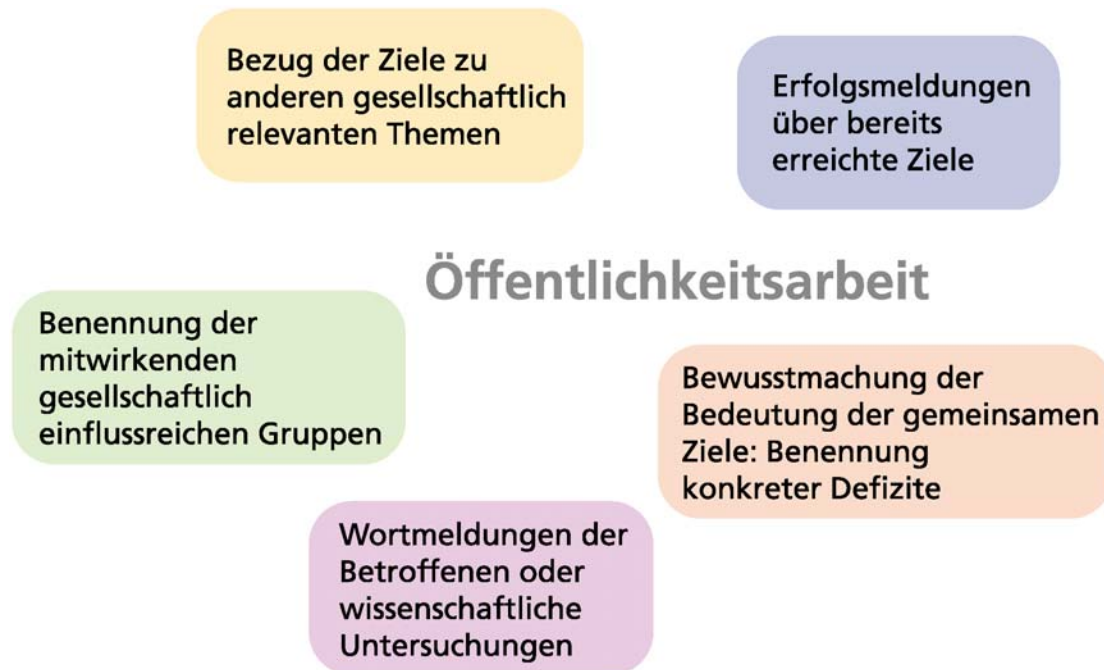 Bezug der Ziele zu
anderen gesellschaftlich
relevanten Themen
Erfolgsmeldungen
über bereits
erreichte Ziele
Öffentlichkeitsarbeit
Benennung der
mitwirkenden
gesellschaftlich
einflussreichen Gruppen
Bewusstmachung der
Bedeutung der gemeinsamen
Ziele: Benennung
konkreter Defizite
Wortmeldungen der
Betroffenen oder
wissenschaftliche
Untersuchungen